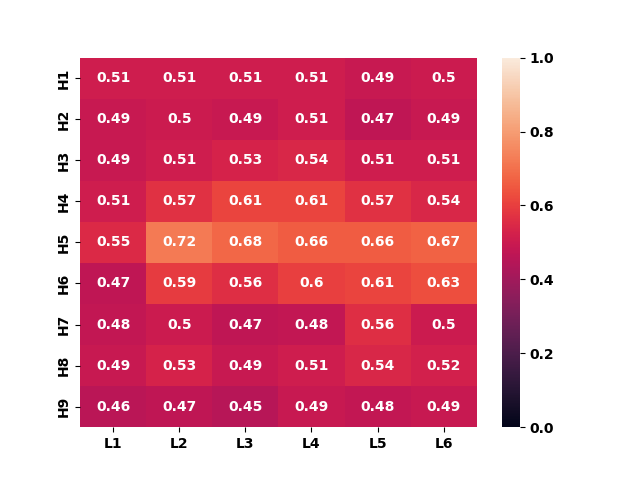 H1 0.51 0.51 0.51 0.51 0.49 0.5
H2 0.49 0.5 0.49 0.51 0.47 0.49
H3 0.49 0.51 0.53 0.54 0.51 0.51
H4 0.51 0.57 0.61 0.61 0.57 0.54
H5 0.55 0.72 0.68 0.66 0.66 0.67
H6 0.47 0.59 0.56 0.6 0.61 0.63
H7 0.48 0.5 0.47 0.48 0.56 0.5
H8 0.49 0.53 0.49 0.51 0.54 0.52
H9 0.46 0.47 0.45 0.49 0.48 0.49
L1 L2 L3 L4 L5 L6
1.0
0.8
0.6
0.4
0.2
0.0